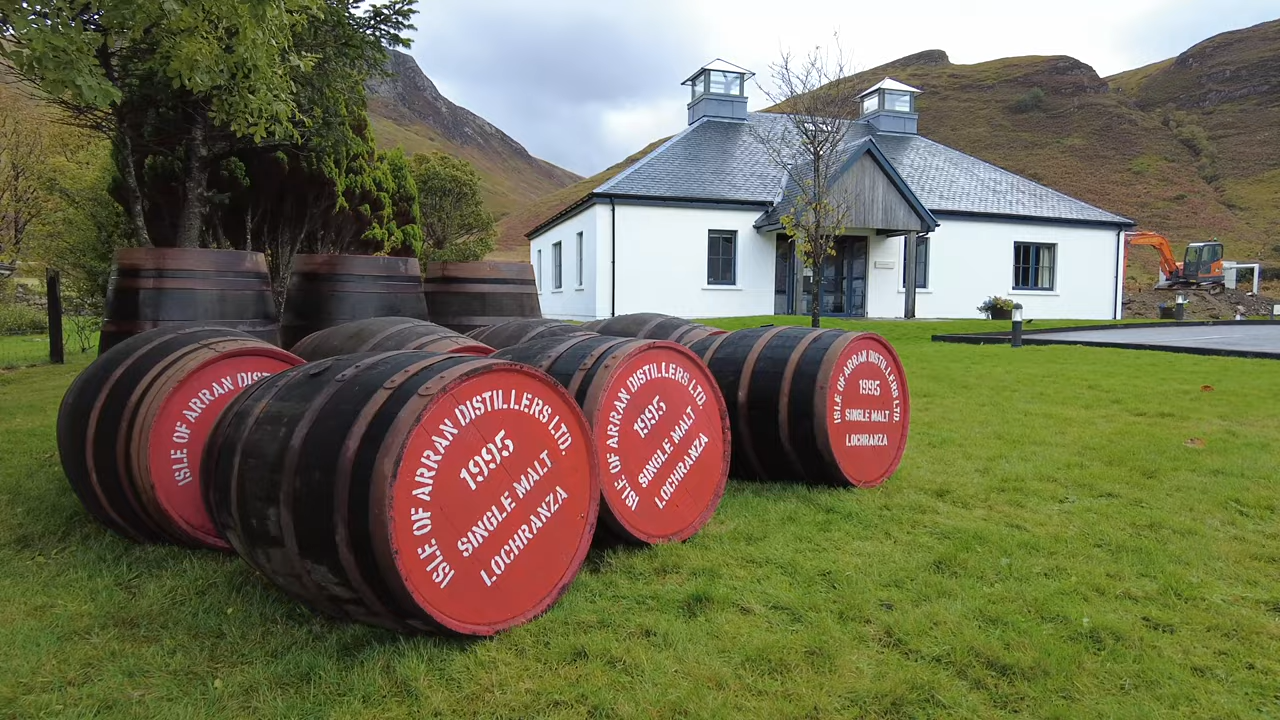 ISLE OF ARRAN DIST
ISLE OF ARRAN DISTILLERS LTD.
1995
SINGLE MALT
LOCHRANZA
ISLE OF ARRAN DISTILLERS LTD.
1995
SINGLE MALT
LOCHRANZA
ISLE OF ARRAN DISTILLERS LTD.
1995
SINGLE MALT
LOCHRANZA